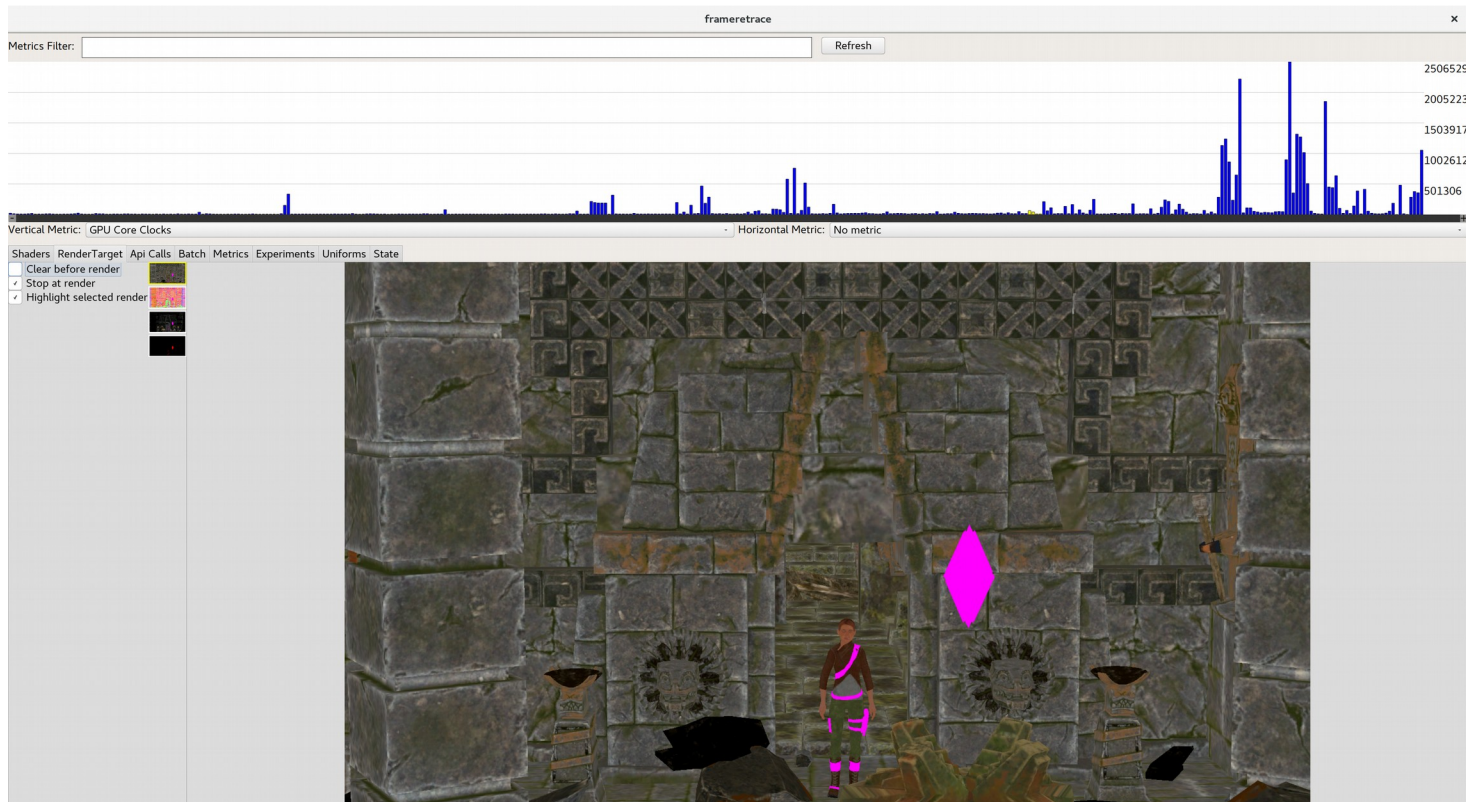 frameretrace
Metrics Filter: Refresh
2506529
2005223
1503917
1002612
501306
Vertical Metric: GPU Core Clocks Horizontal Metric: No metric
Shaders RenderTarget Api Calls Batch Metrics Experiments Uniforms State
Clear before render
Stop at render
Highlight selected render